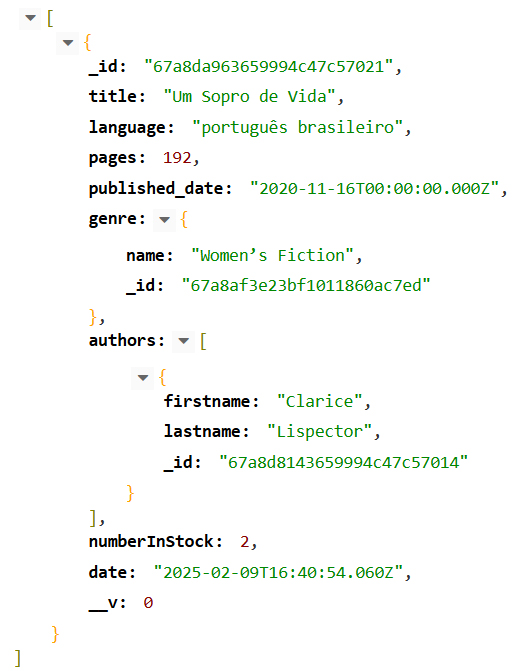 [
{
_id: "67a8da963659994c47c57021",
title: "Um Sopro de Vida",
language: "português brasileiro",
pages: 192,
published_date: "2020-11-16T00:00:00.000Z",
genre: {
name: "Women’s Fiction",
_id: "67a8af3e23bf1011860ac7ed"
},
authors: [
{
firstname: "Clarice",
lastname: "Lispector",
_id: "67a8d8143659994c47c57014"
}
],
numberInStock: 2,
date: "2025-02-09T16:40:54.060Z",
__v: 0
}
]